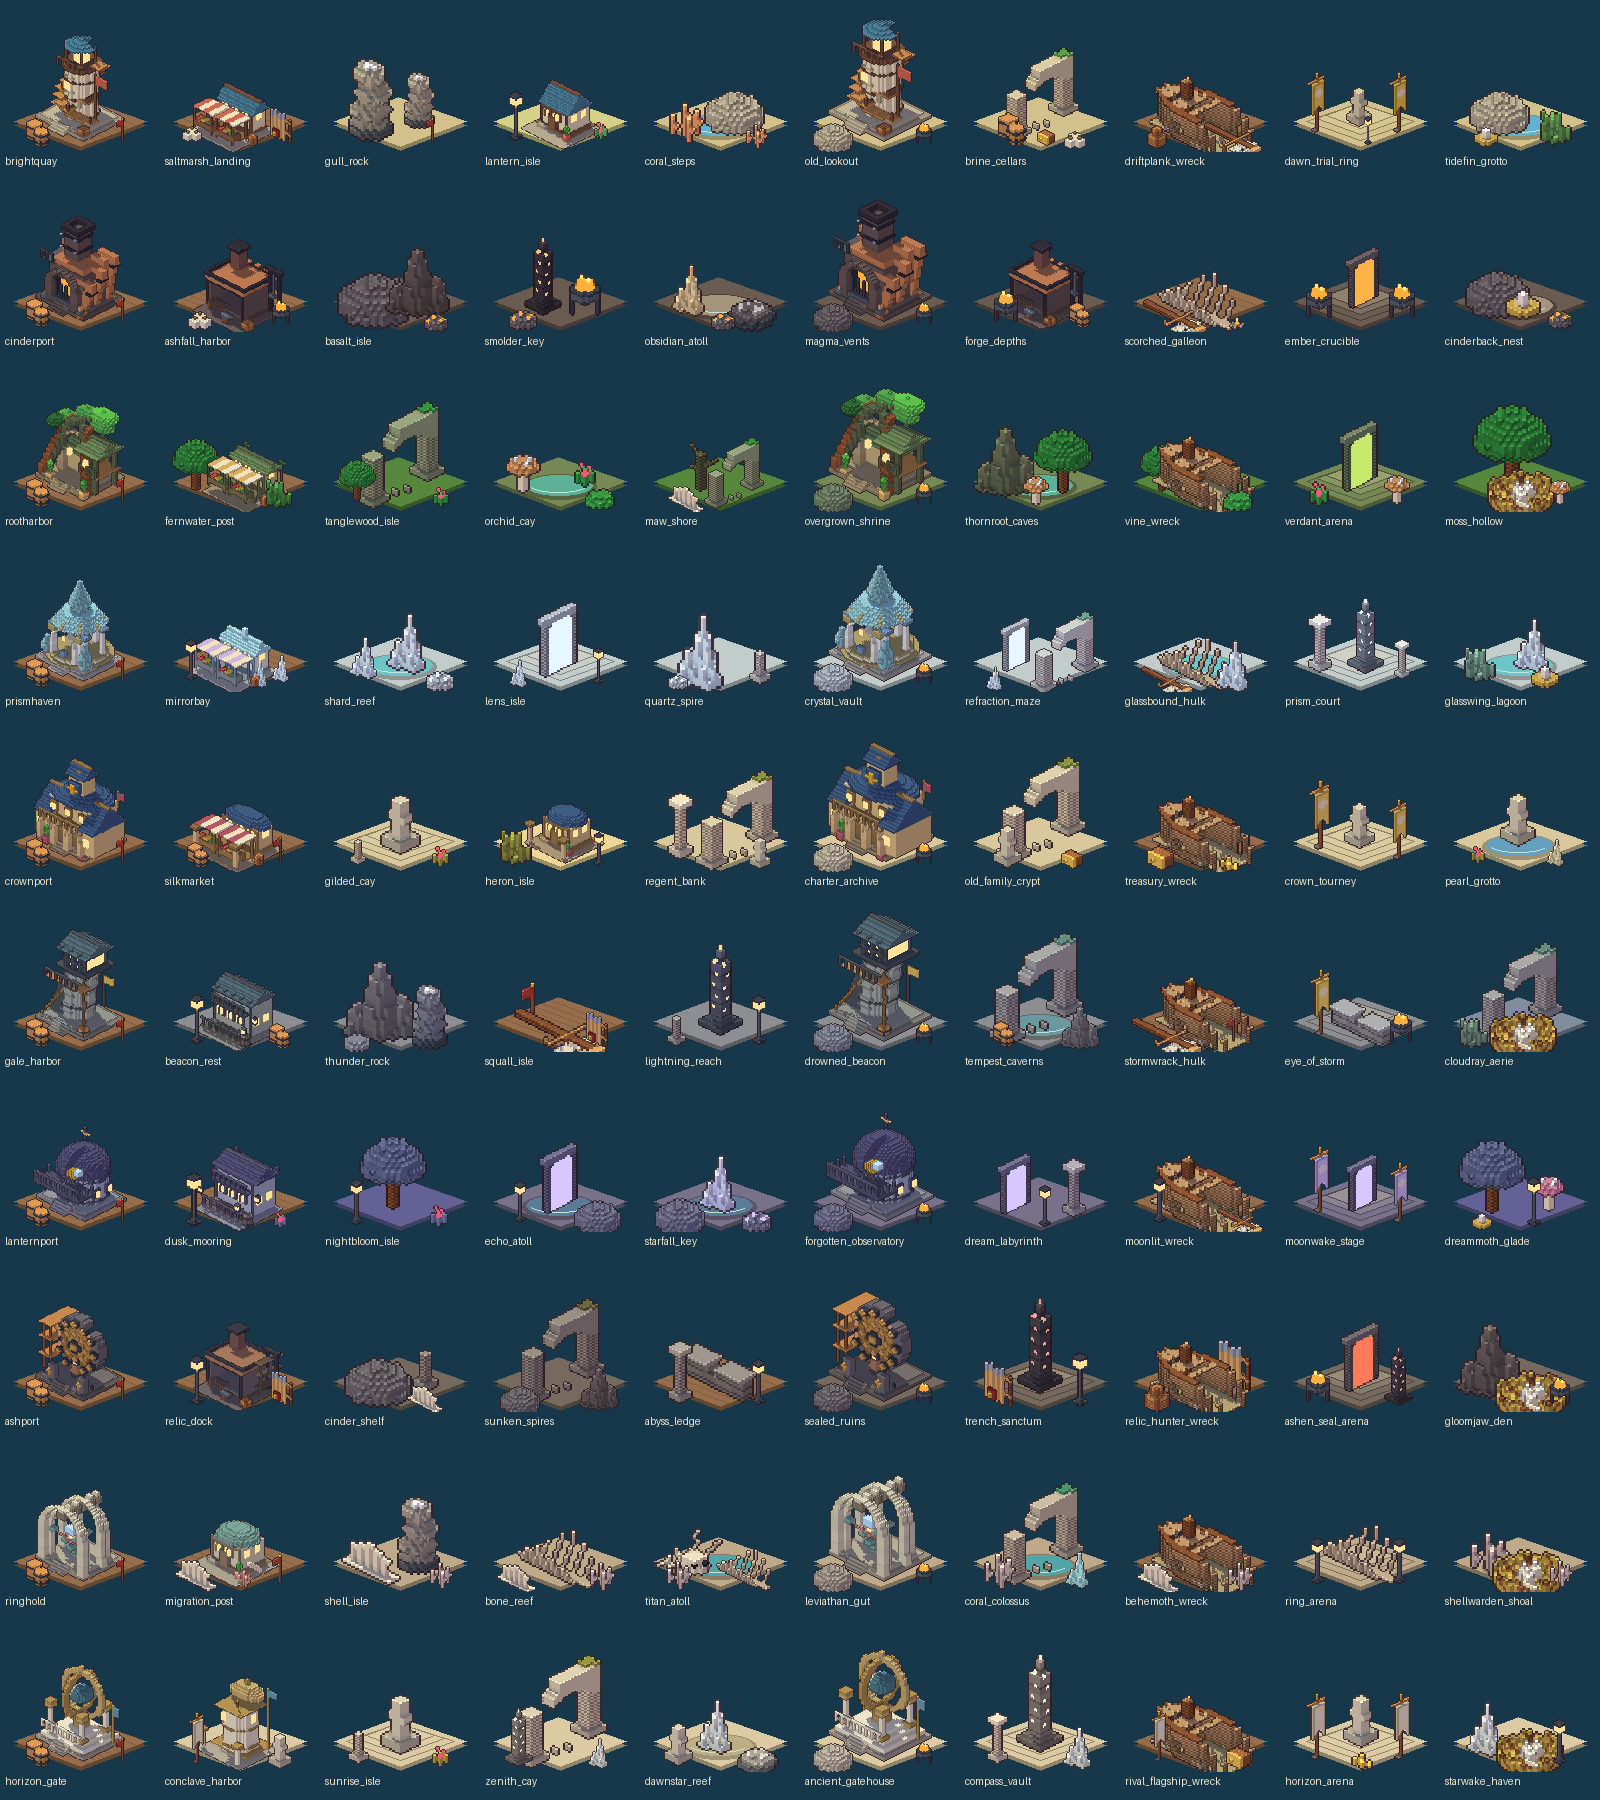 brightquay saltmarsh_landing gull_rock lantern_isle coral_steps old_lookout brine_cellars driftplank_wreck dawn_trial_ring tidefin_grotto
cinderport ashfall_harbor basalt_isle smolder_key obsidian_atoll magma_vents forge_depths scorched_galleon ember_crucible cinderback_nest
rootharbor fernwater_post tanglewood_isle orchid_cay maw_shore overgrown_shrine thornroot_caves vine_wreck verdant_arena moss_hollow
prismhaven mirrorbay shard_reef lens_isle quartz_spire crystal_vault refraction_maze glassbound_hulk prism_court glasswing_lagoon
crownport silkmarket gilded_cay heron_isle regent_bank charter_archive old_family_crypt treasury_wreck crown_tourney pearl_grotto
gale_harbor beacon_rest thunder_rock squall_isle lightning_reach drowned_beacon tempest_caverns stormwrack_hulk eye_of_storm cloudray_aerie
lanternport dusk_mooring nightbloom_isle echo_atoll starfall_key forgotten_observatory dream_labyrinth moonlit_wreck moonwake_stage dreammoth_glade
ashport relic_dock cinder_shelf sunken_spires abyss_ledge sealed_ruins trench_sanctum relic_hunter_wreck ashen_seal_arena gloomjaw_den
ringhold migration_post shell_isle bone_reef titan_atoll leviathan_gut coral_colossus behemoth_wreck ring_arena shellwarden_shoal
horizon_gate conclave_harbor sunrise_isle zenith_cay dawnstar_reef ancient_gatehouse compass_vault rival_flagship_wreck horizon_arena starwake_haven